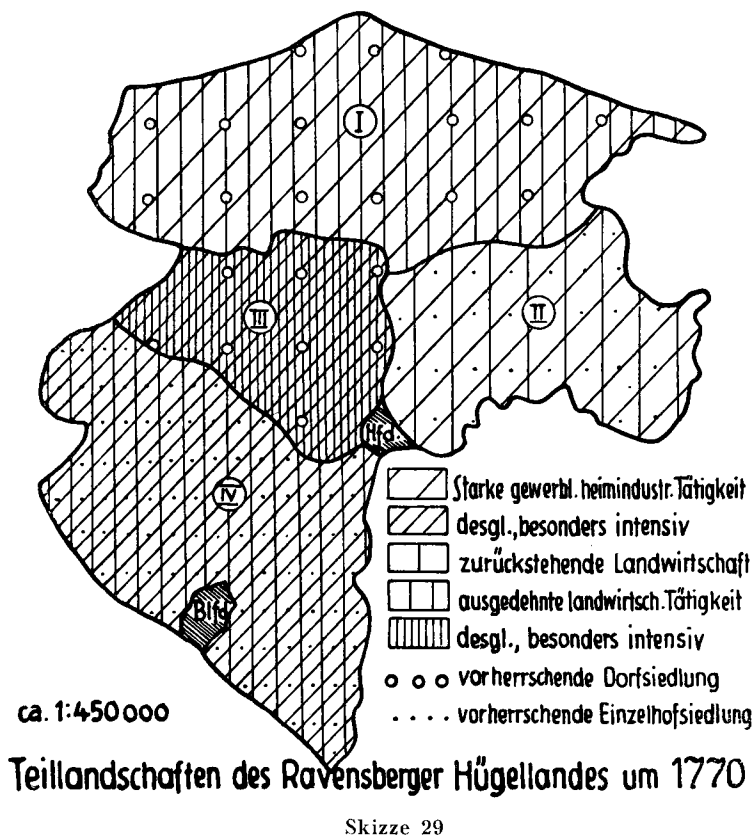 I
II
III
Hfd.
IV
Blfd.
Starke gewerbl. heimindustr. Tätigkeit
desgl., besonders intensiv
zurückstehende Landwirtschaft
ausgedehnte landwirtsch. Tätigkeit
desgl., besonders intensiv
vorherrschende Dorfsiedlung
vorherrschende Einzelhofsiedlung
ca. 1:450 000
Teillandschaften des Ravensberger Hügellandes um 1770
Skizze 29